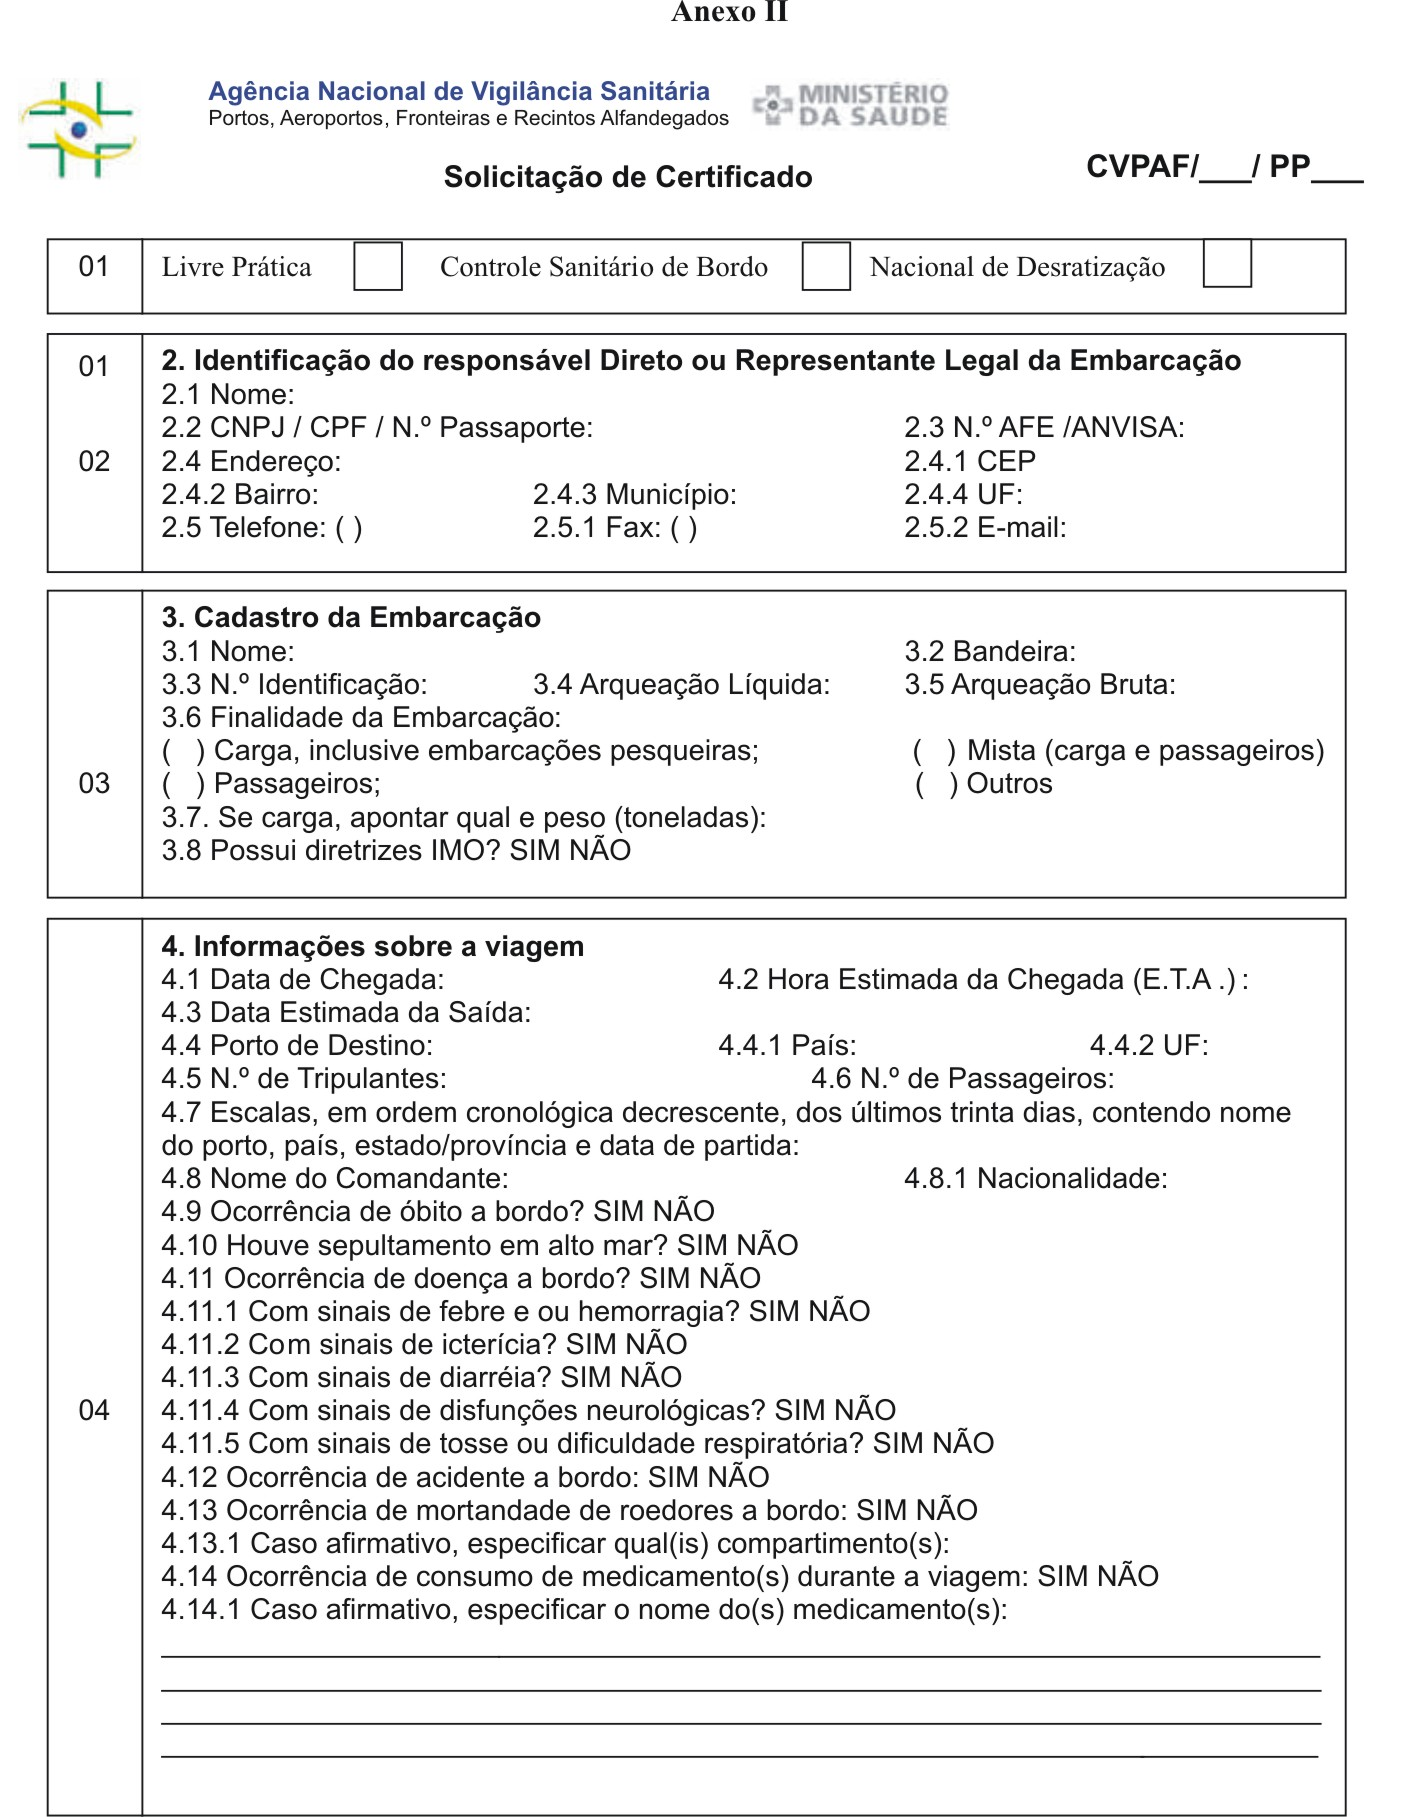 Anexo II
Agência Nacional de Vigilância Sanitária
Portos, Aeroportos, Fronteiras e Recintos Alfandegados
MINISTÉRIO
DA SAUDE
Solicitação de Certificado
CVPAF/___/ PP___
01 Livre Prática Controle Sanitário de Bordo Nacional de Desratização
01 2. Identificação do responsável Direto ou Representante Legal da Embarcação
2.1 Nome:
2.2 CNPJ / CPF / N.º Passaporte: 2.3 N.º AFE /ANVISA:
02 2.4 Endereço: 2.4.1 CEP
2.4.2 Bairro: 2.4.3 Município: 2.4.4 UF:
2.5 Telefone: ( ) 2.5.1 Fax: ( ) 2.5.2 E-mail:
3. Cadastro da Embarcação
3.1 Nome: 3.2 Bandeira:
3.3 N.º Identificação: 3.4 Arqueação Líquida: 3.5 Arqueação Bruta:
3.6 Finalidade da Embarcação:
( ) Carga, inclusive embarcações pesqueiras; ( ) Mista (carga e passageiros)
03 ( ) Passageiros; ( ) Outros
3.7. Se carga, apontar qual e peso (toneladas):
3.8 Possui diretrizes IMO? SIM NÃO
4. Informações sobre a viagem
4.1 Data de Chegada: 4.2 Hora Estimada da Chegada (E.T.A .) :
4.3 Data Estimada da Saída:
4.4 Porto de Destino: 4.4.1 País: 4.4.2 UF:
4.5 N.º de Tripulantes: 4.6 N.º de Passageiros:
4.7 Escalas, em ordem cronológica decrescente, dos últimos trinta dias, contendo nome
do porto, país, estado/província e data de partida:
4.8 Nome do Comandante: 4.8.1 Nacionalidade:
4.9 Ocorrência de óbito a bordo? SIM NÃO
4.10 Houve sepultamento em alto mar? SIM NÃO
4.11 Ocorrência de doença a bordo? SIM NÃO
4.11.1 Com sinais de febre e ou hemorragia? SIM NÃO
4.11.2 Com sinais de icterícia? SIM NÃO
4.11.3 Com sinais de diarréia? SIM NÃO
04 4.11.4 Com sinais de disfunções neurológicas? SIM NÃO
4.11.5 Com sinais de tosse ou dificuldade respiratória? SIM NÃO
4.12 Ocorrência de acidente a bordo: SIM NÃO
4.13 Ocorrência de mortandade de roedores a bordo: SIM NÃO
4.13.1 Caso afirmativo, especificar qual(is) compartimento(s):
4.14 Ocorrência de consumo de medicamento(s) durante a viagem: SIM NÃO
4.14.1 Caso afirmativo, especificar o nome do(s) medicamento(s):